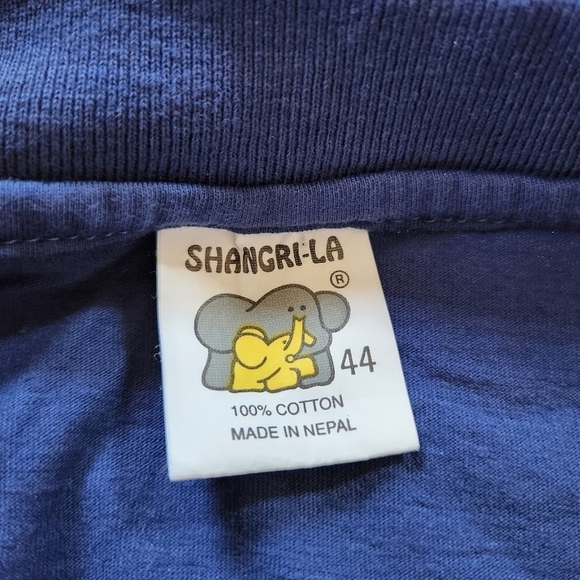 SHANGRI-LA
®
44
100% COTTON
MADE IN NEPAL